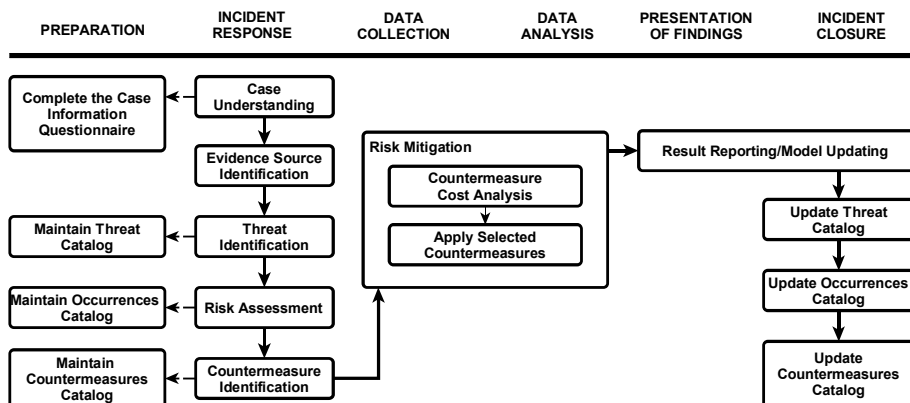 PREPARATION
INCIDENT
RESPONSE
DATA
COLLECTION
DATA
ANALYSIS
PRESENTATION
OF FINDINGS
INCIDENT
CLOSURE
Complete the Case
Information
Questionnaire
Case
Understanding
Evidence Source
Identification
Maintain Threat
Catalog
Threat
Identification
Maintain Occurrences
Catalog
Risk Assessment
Maintain
Countermeasures
Catalog
Countermeasure
Identification
Risk Mitigation
Countermeasure
Cost Analysis
Apply Selected
Countermeasures
Result Reporting/Model Updating
Update Threat
Catalog
Update Occurrences
Catalog
Update
Countermeasures
Catalog